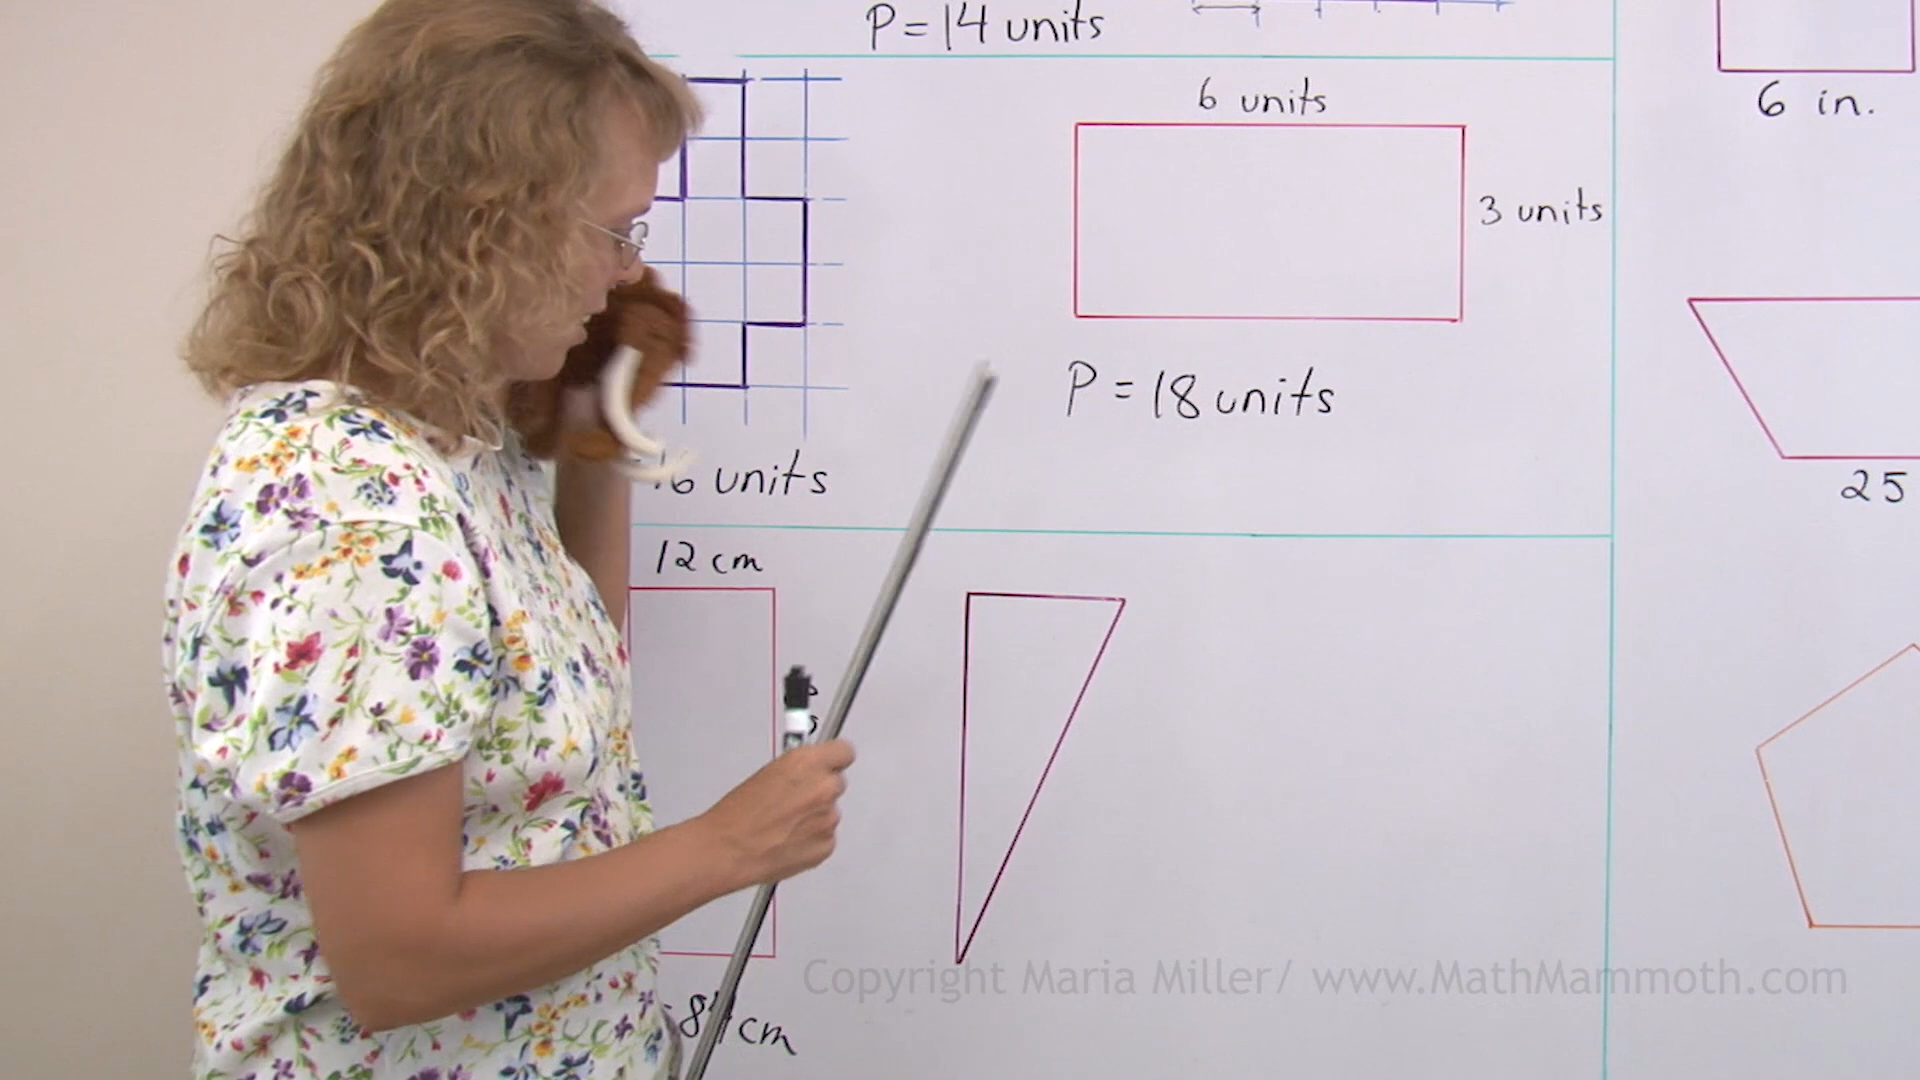 P = 14 units
6 units
6 in.
3 units
P = 18 units
16 units
25
12 cm
Copyright Maria Miller/ www.MathMammoth.com
cm